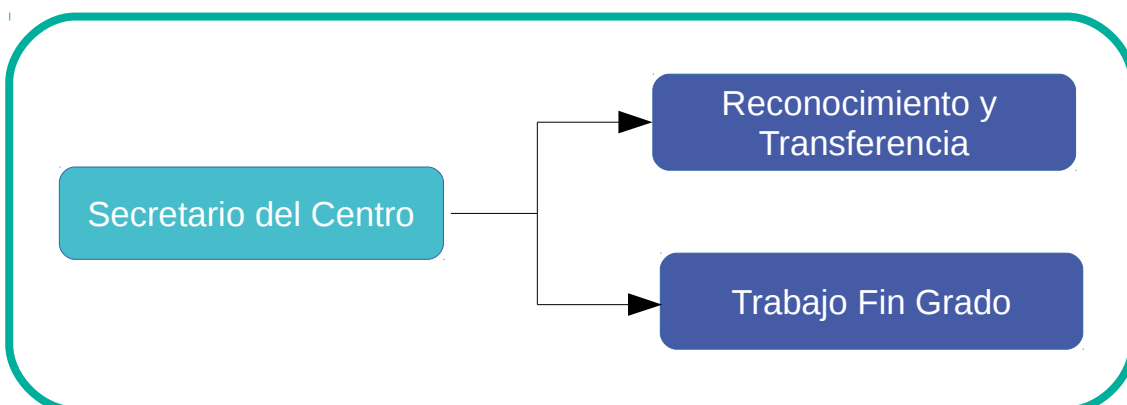 Reconocimiento y
Transferencia
Secretario del Centro
Trabajo Fin Grado